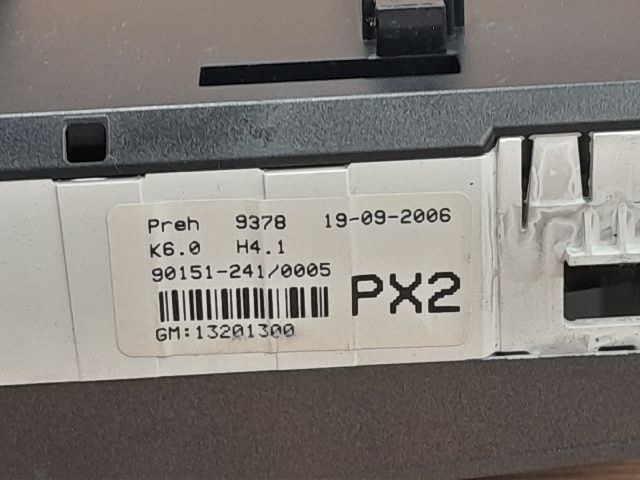 Preh 9378 19-09-2006
K6.0 H4.1
90151-241/0005
PX2
GM:13201300